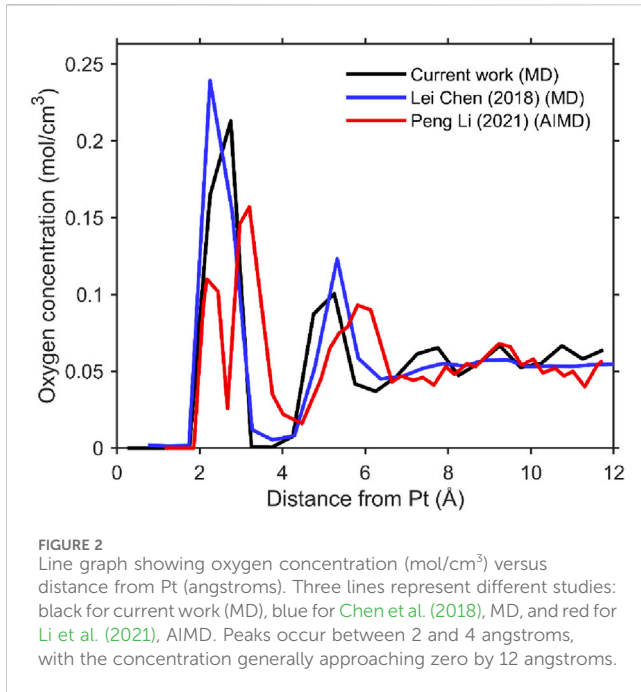 0.25
0.2
0.15
0.1
0.05
0
Oxygen concentration (mol/cm³)
Current work (MD)
Lei Chen (2018) (MD)
Peng Li (2021) (AIMD)
0 2 4 6 8 10 12
Distance from Pt (Å)
FIGURE 2
Line graph showing oxygen concentration (mol/cm³) versus
distance from Pt (angstroms). Three lines represent different studies:
black for current work (MD), blue for Chen et al. (2018), MD, and red for
Li et al. (2021), AIMD. Peaks occur between 2 and 4 angstroms,
with the concentration generally approaching zero by 12 angstroms.